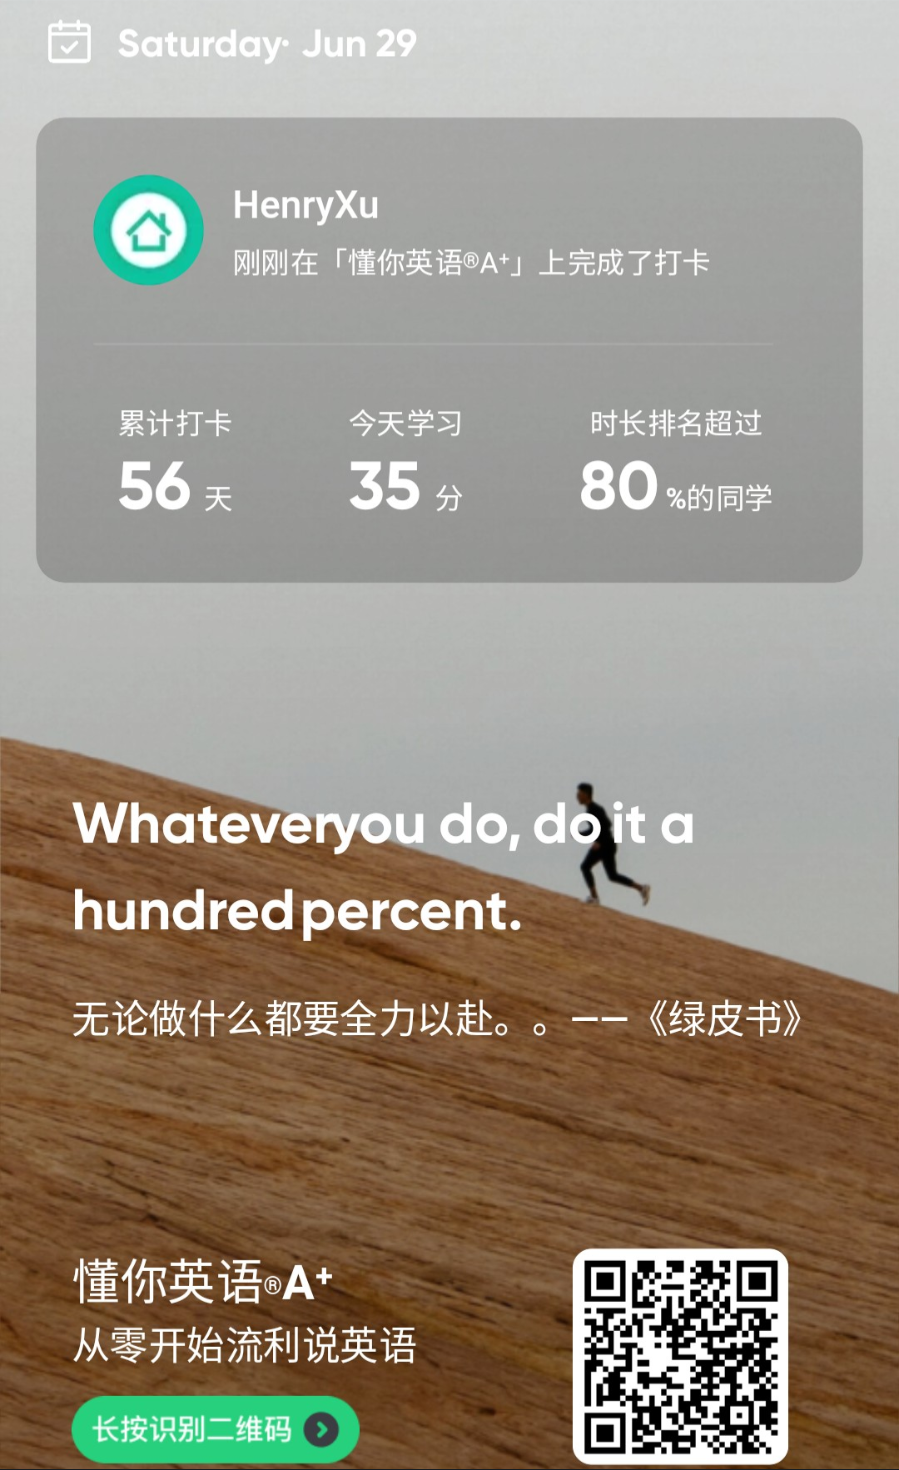 Saturday· Jun 29
HenryXu
刚刚在「懂你英语®A⁺」上完成了打卡
累计打卡 今天学习 时长排名超过
56 天 35 分 80 %的同学
Whateveryou do, do it a
hundred percent.
无论做什么都要全力以赴。。——《绿皮书》
懂你英语®A⁺
从零开始流利说英语
长按识别二维码